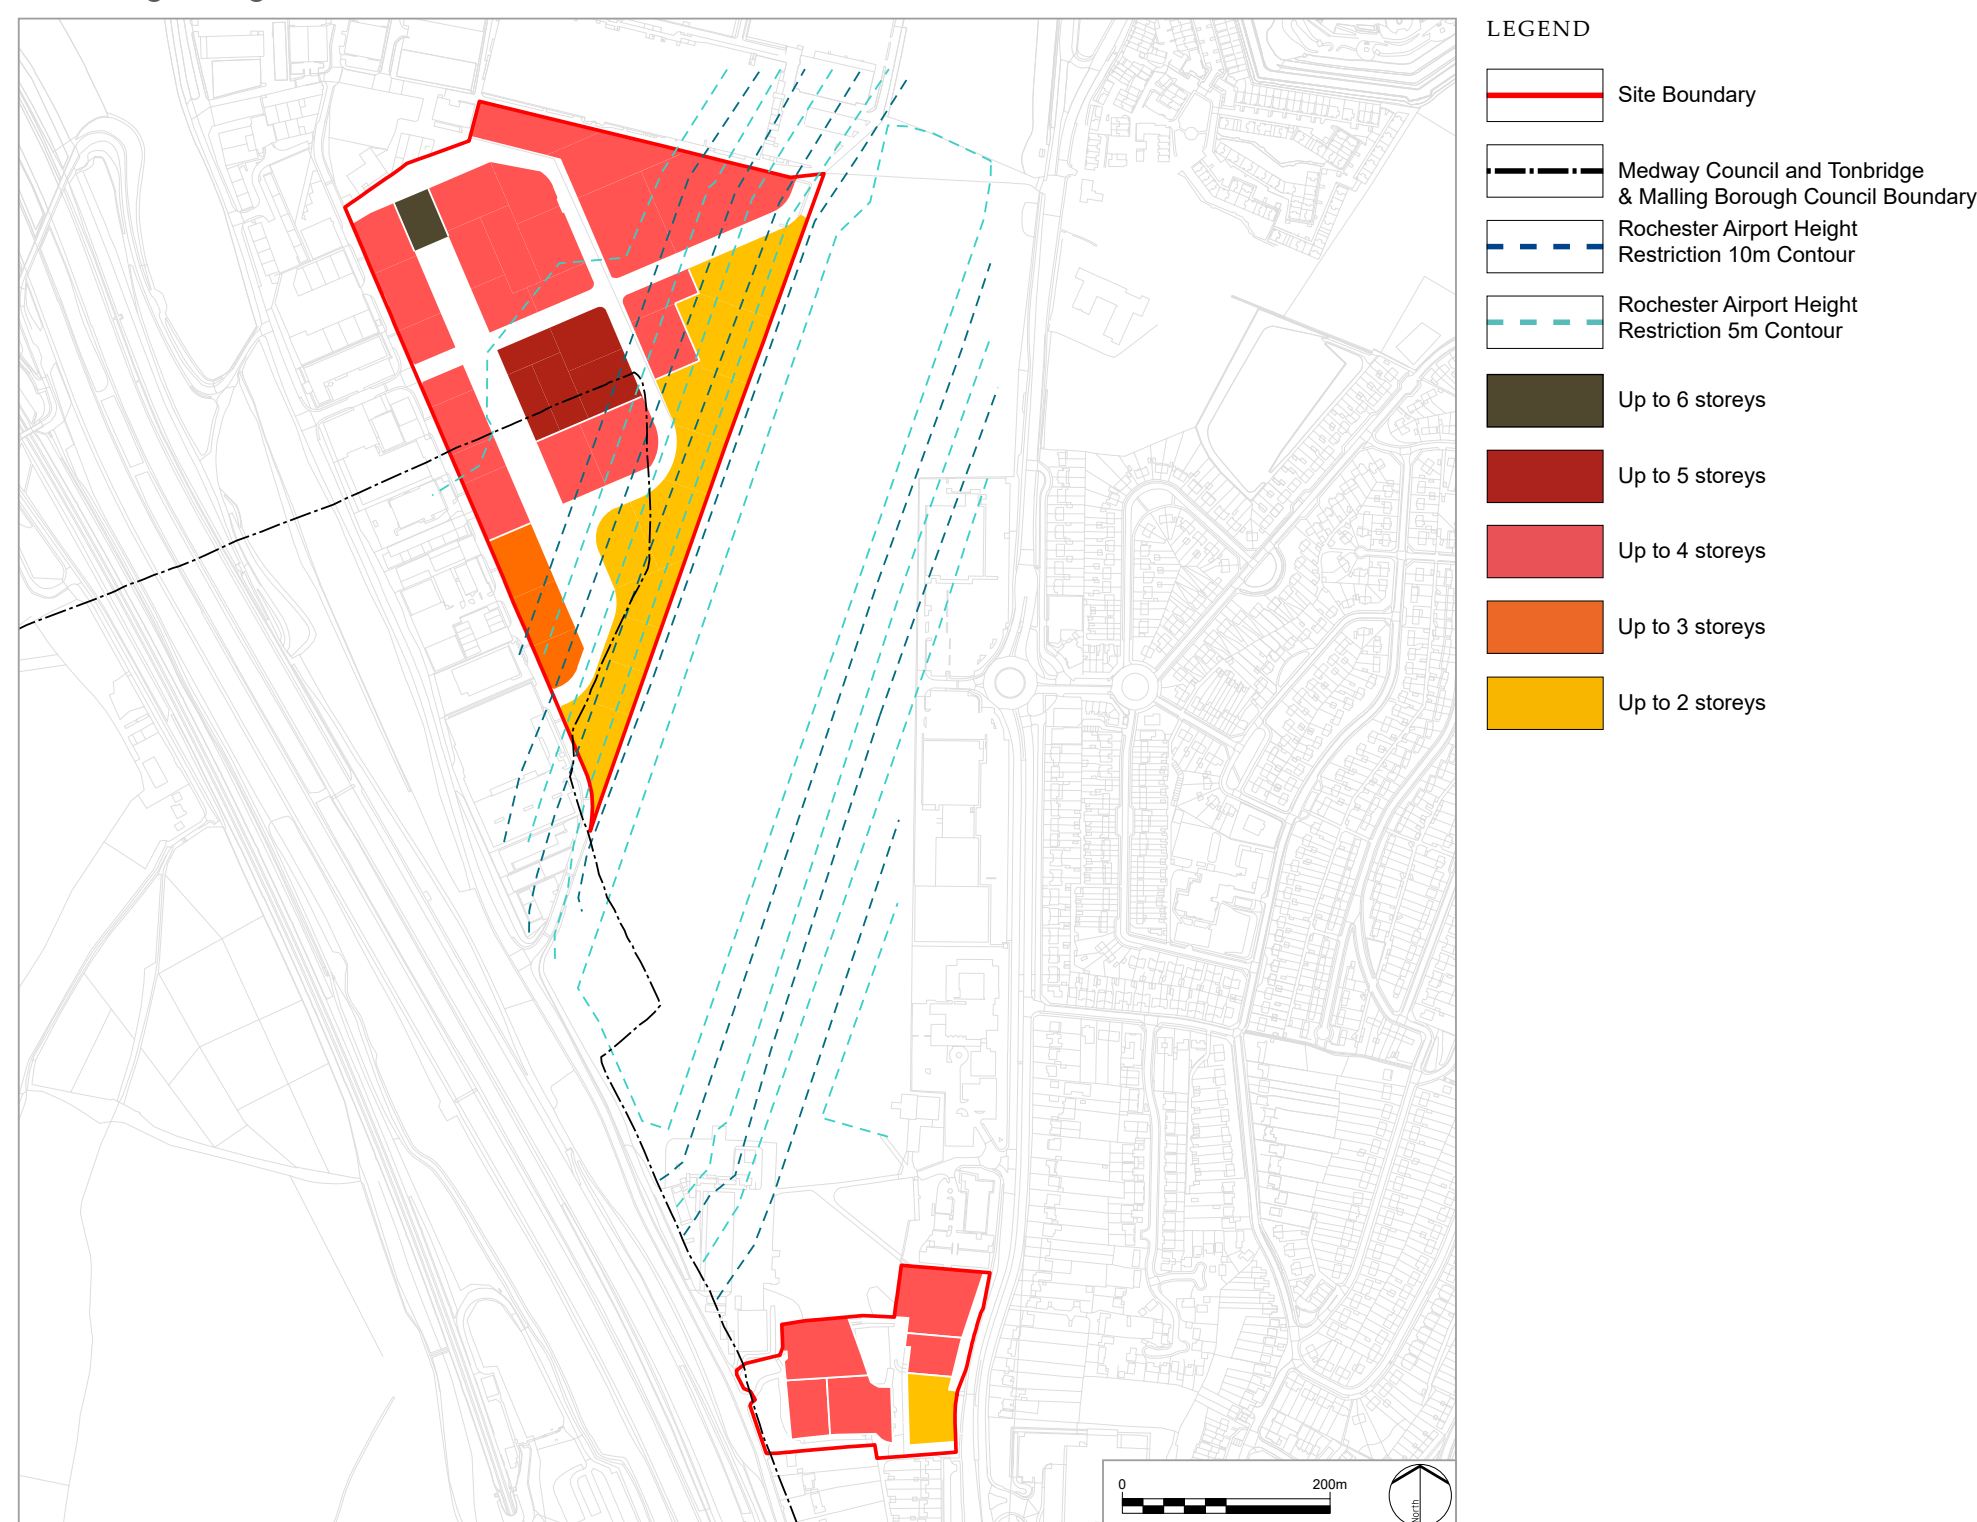 LEGEND
Site Boundary
Medway Council and Tonbridge
& Malling Borough Council Boundary
Rochester Airport Height
Restriction 10m Contour
Rochester Airport Height
Restriction 5m Contour
Up to 6 storeys
Up to 5 storeys
Up to 4 storeys
Up to 3 storeys
Up to 2 storeys
0 200m
North